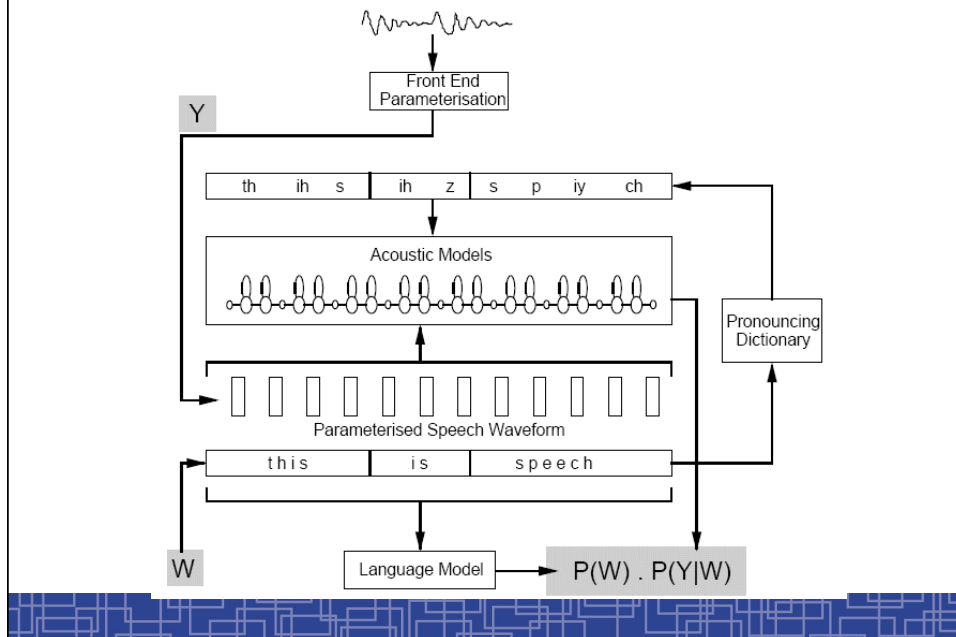 Front End
Parameterisation
Y
th ih s ih z s p iy ch
Acoustic Models
Pronouncing
Dictionary
Parameterised Speech Waveform
this is speech
W
Language Model
P(W) . P(Y|W)